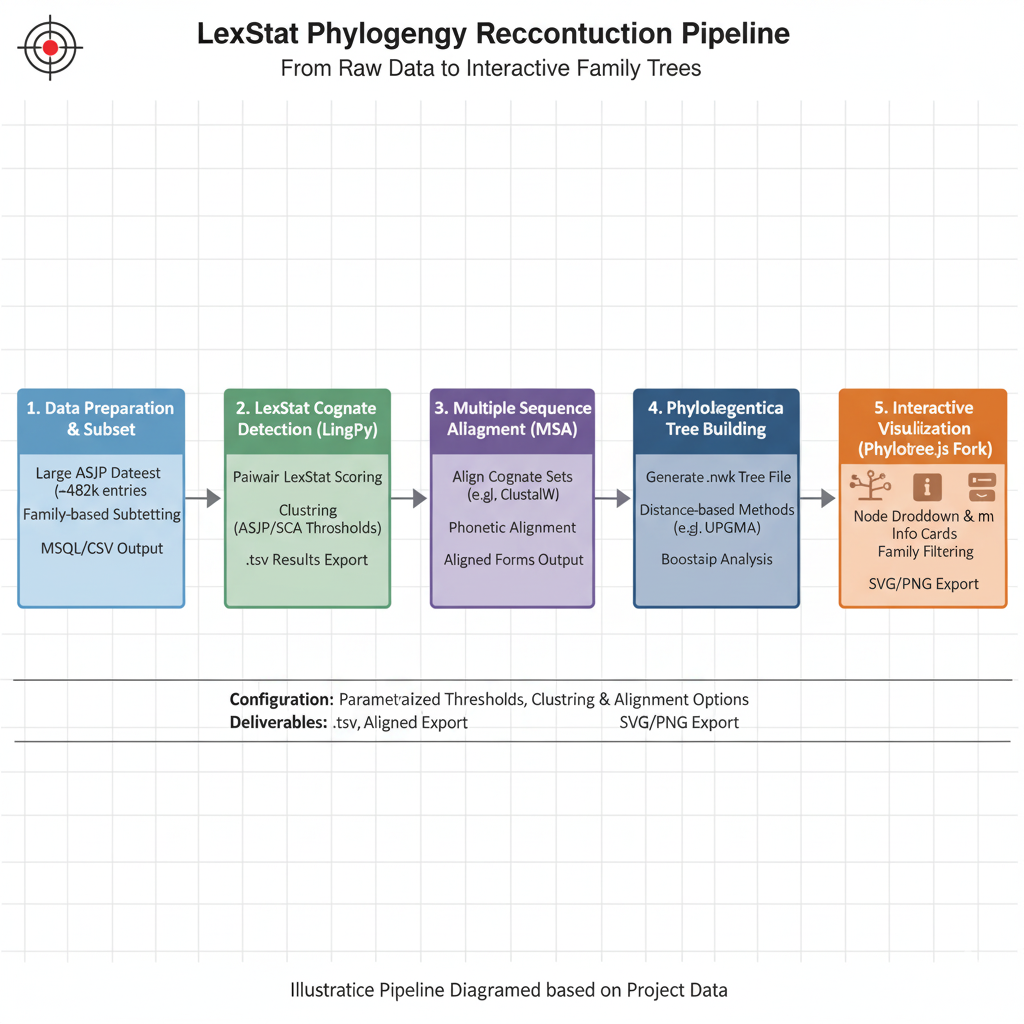 LexStat Phylogengy Reccontuction Pipeline
From Raw Data to Interactive Family Trees
1. Data Preparation
& Subset
Large ASJP Dateest
(~482k entries
Family-based Subtetting
MSQL/CSV Output
2. LexStat Cognate
Detection (LingPy)
Paiwair LexStat Scoring
Clustring
(ASJP/SCA Thresholds)
.tsv Results Export
3. Multiple Sequence
Allagment (MSA)
Align Cognate Sets
(e.g), ClustalW)
Phonetic Alignment
Aligned Forms Output
4. Phylolegentica
Tree Building
Generate .nwk Tree File
Distance-based Methods
(e.g). UPGMA)
Boostaip Analysis
5. Interactive
Visulīization
(Phylotree.js Fork)
Node Droddown & m
Info Cards
Family Filtering
SVG/PNG Export
Configuration: Parametraized Thresholds, Clustring & Alignment Options
Deliverables: .tsv, Aligned Export SVG/PNG Export
Illustratice Pipeline Diagramed based on Project Data